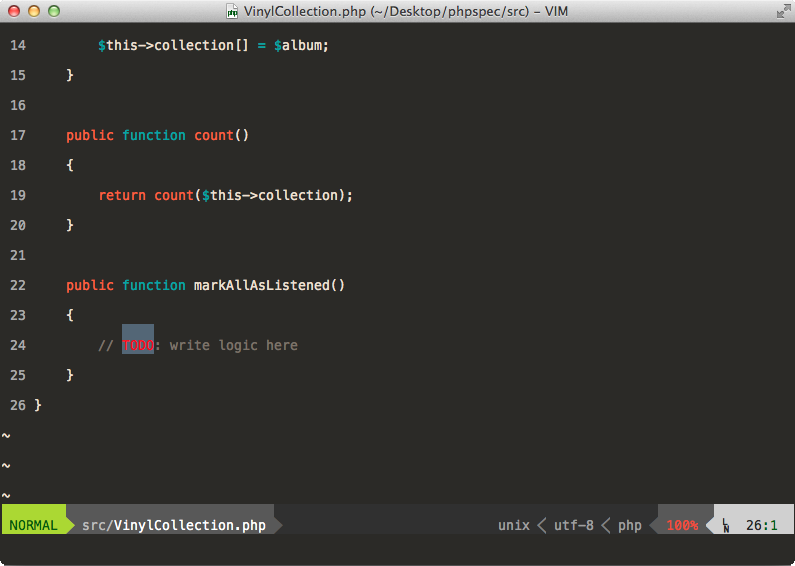 VinylCollection.php (~/Desktop/phpspec/src) – VIM
14 $this->collection[] = $album;
15 }
16
17 public function count()
18 {
19 return count($this->collection);
20 }
21
22 public function markAllAsListened()
23 {
24 // TODO: write logic here
25 }
26 }
~
~
~
NORMAL src/VinylCollection.php unix utf-8 php 100% LN 26:1